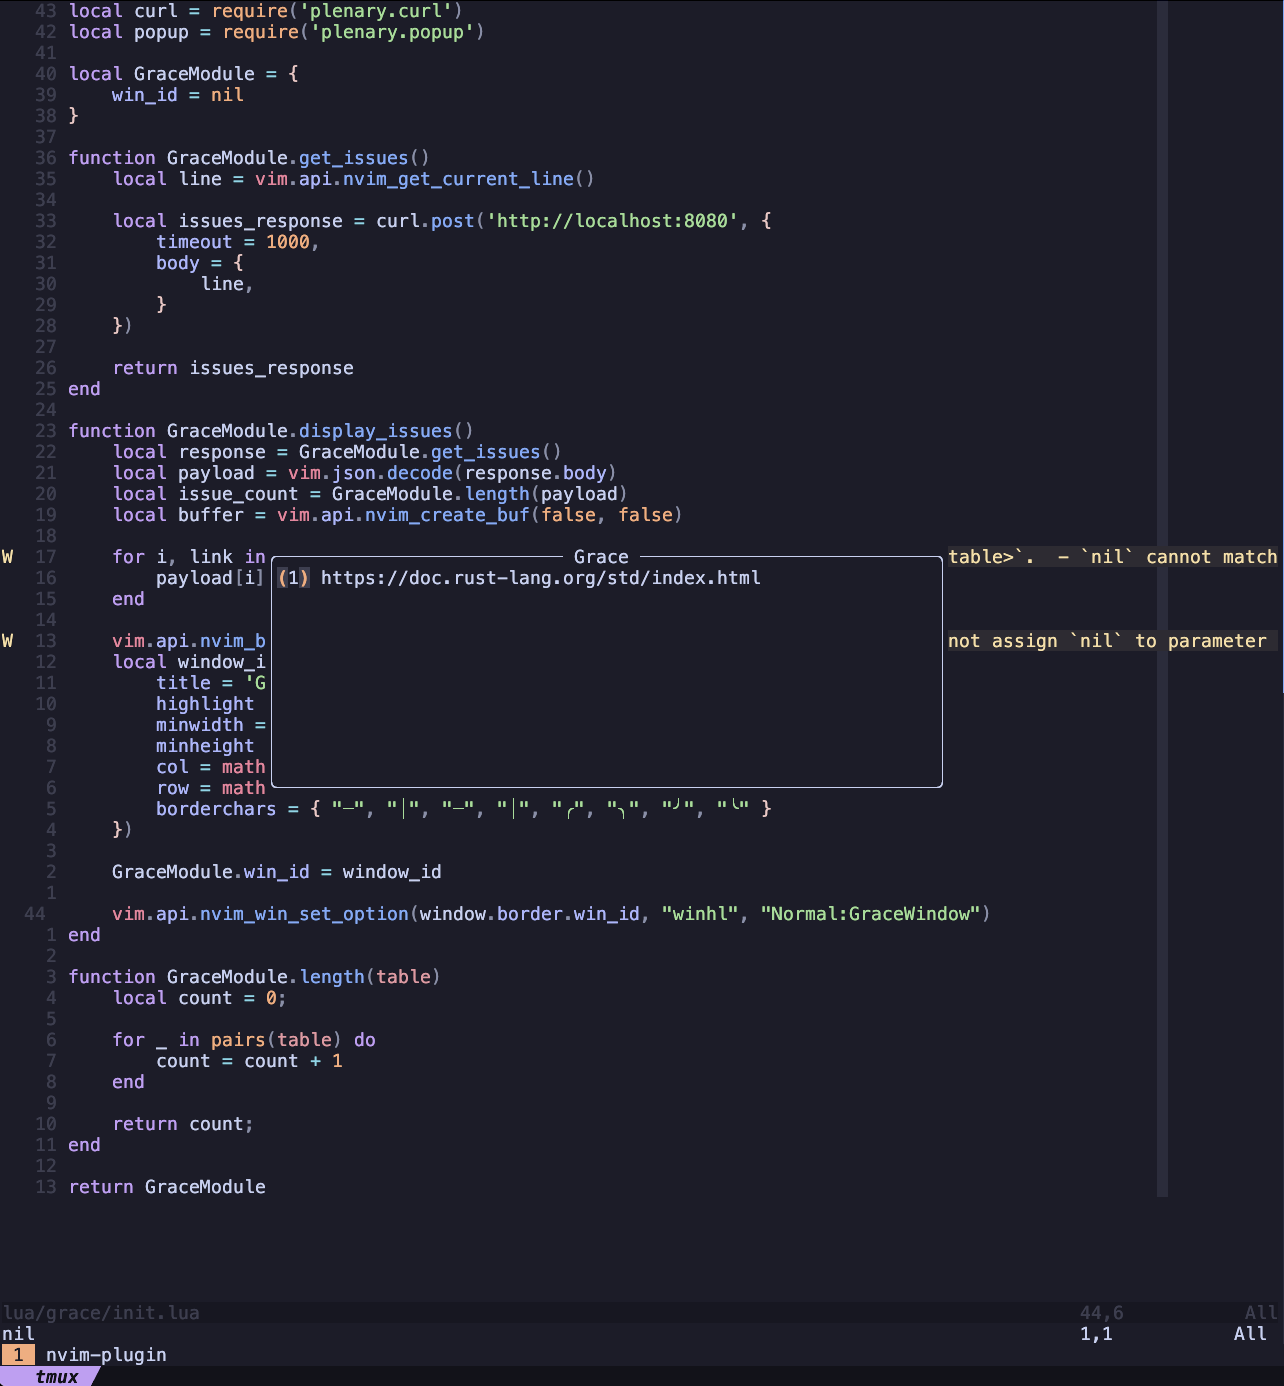 43 local curl = require('plenary.curl')
42 local popup = require('plenary.popup')
41
40 local GraceModule = {
39     win_id = nil
38 }
37
36 function GraceModule.get_issues()
35     local line = vim.api.nvim_get_current_line()
34
33     local issues_response = curl.post('http://localhost:8080', {
32         timeout = 1000,
31         body = {
30             line,
29         }
28     })
27
26     return issues_response
25 end
24
23 function GraceModule.display_issues()
22     local response = GraceModule.get_issues()
21     local payload = vim.json.decode(response.body)
20     local issue_count = GraceModule.length(payload)
19     local buffer = vim.api.nvim_create_buf(false, false)
18
W 17     for i, link in Grace table>`.  - `nil` cannot match
16         payload[i] (1) https://doc.rust-lang.org/std/index.html
15     end
14
W 13     vim.api.nvim_b not assign `nil` to parameter
12     local window_i
11         title = 'G
10         highlight
9         minwidth =
8         minheight
7         col = math
6         row = math
5         borderchars = { "─", "│", "─", "│", "╭", "╮", "╯", "╰" }
4     })
3
2     GraceModule.win_id = window_id
1
44     vim.api.nvim_win_set_option(window.border.win_id, "winhl", "Normal:GraceWindow")
1 end
2
3 function GraceModule.length(table)
4     local count = 0;
5
6     for _ in pairs(table) do
7         count = count + 1
8     end
9
10     return count;
11 end
12
13 return GraceModule
lua/grace/init.lua 44,6 All
nil 1,1 All
1 nvim-plugin
tmux